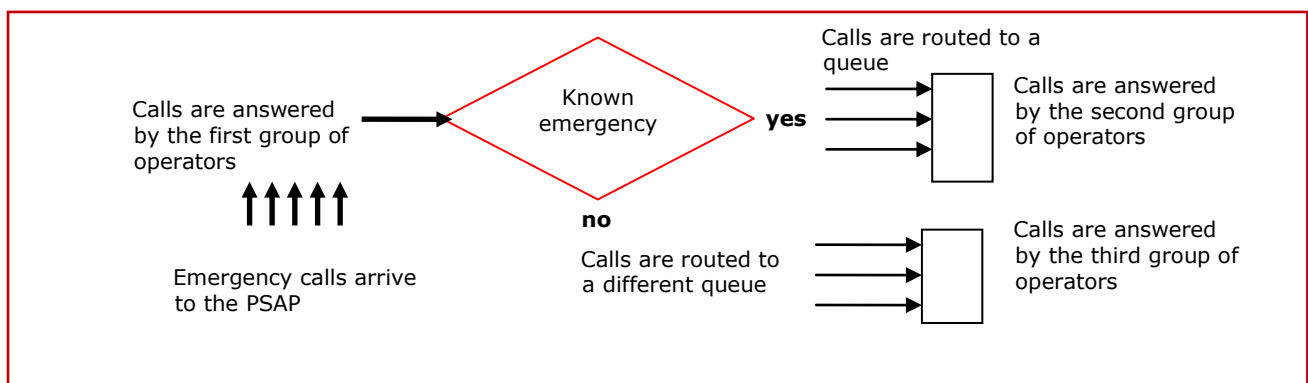 Emergency calls arrive
to the PSAP
Calls are answered
by the first group of
operators
Known
emergency
yes
Calls are routed to a
queue
Calls are answered
by the second group
of operators
no
Calls are routed to
a different queue
Calls are answered
by the third group of
operators